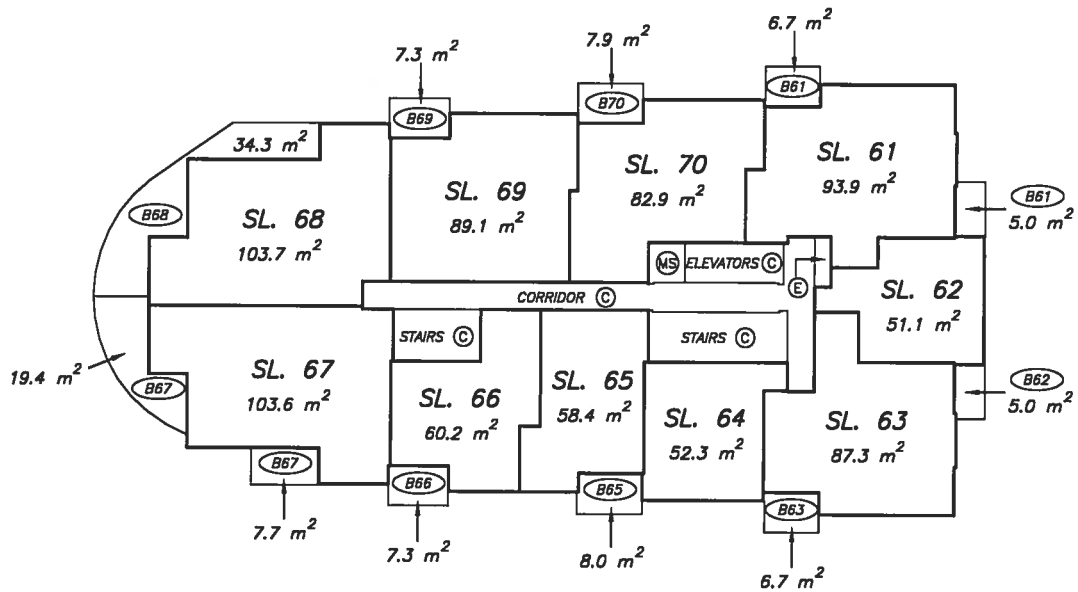 6.7 m²
7.9 m²
7.3 m²
B61
B70
B69
34.3 m²
SL. 61
93.9 m²
SL. 70
82.9 m²
SL. 69
89.1 m²
SL. 68
103.7 m²
B68
B61
5.0 m²
MS ELEVATORS C
E
CORRIDOR C
SL. 62
51.1 m²
STAIRS C
STAIRS C
19.4 m²
B67
SL. 67
103.6 m²
SL. 66
60.2 m²
SL. 65
58.4 m²
SL. 64
52.3 m²
SL. 63
87.3 m²
B62
5.0 m²
B67
B66
B65
B63
7.7 m²
7.3 m²
8.0 m²
6.7 m²